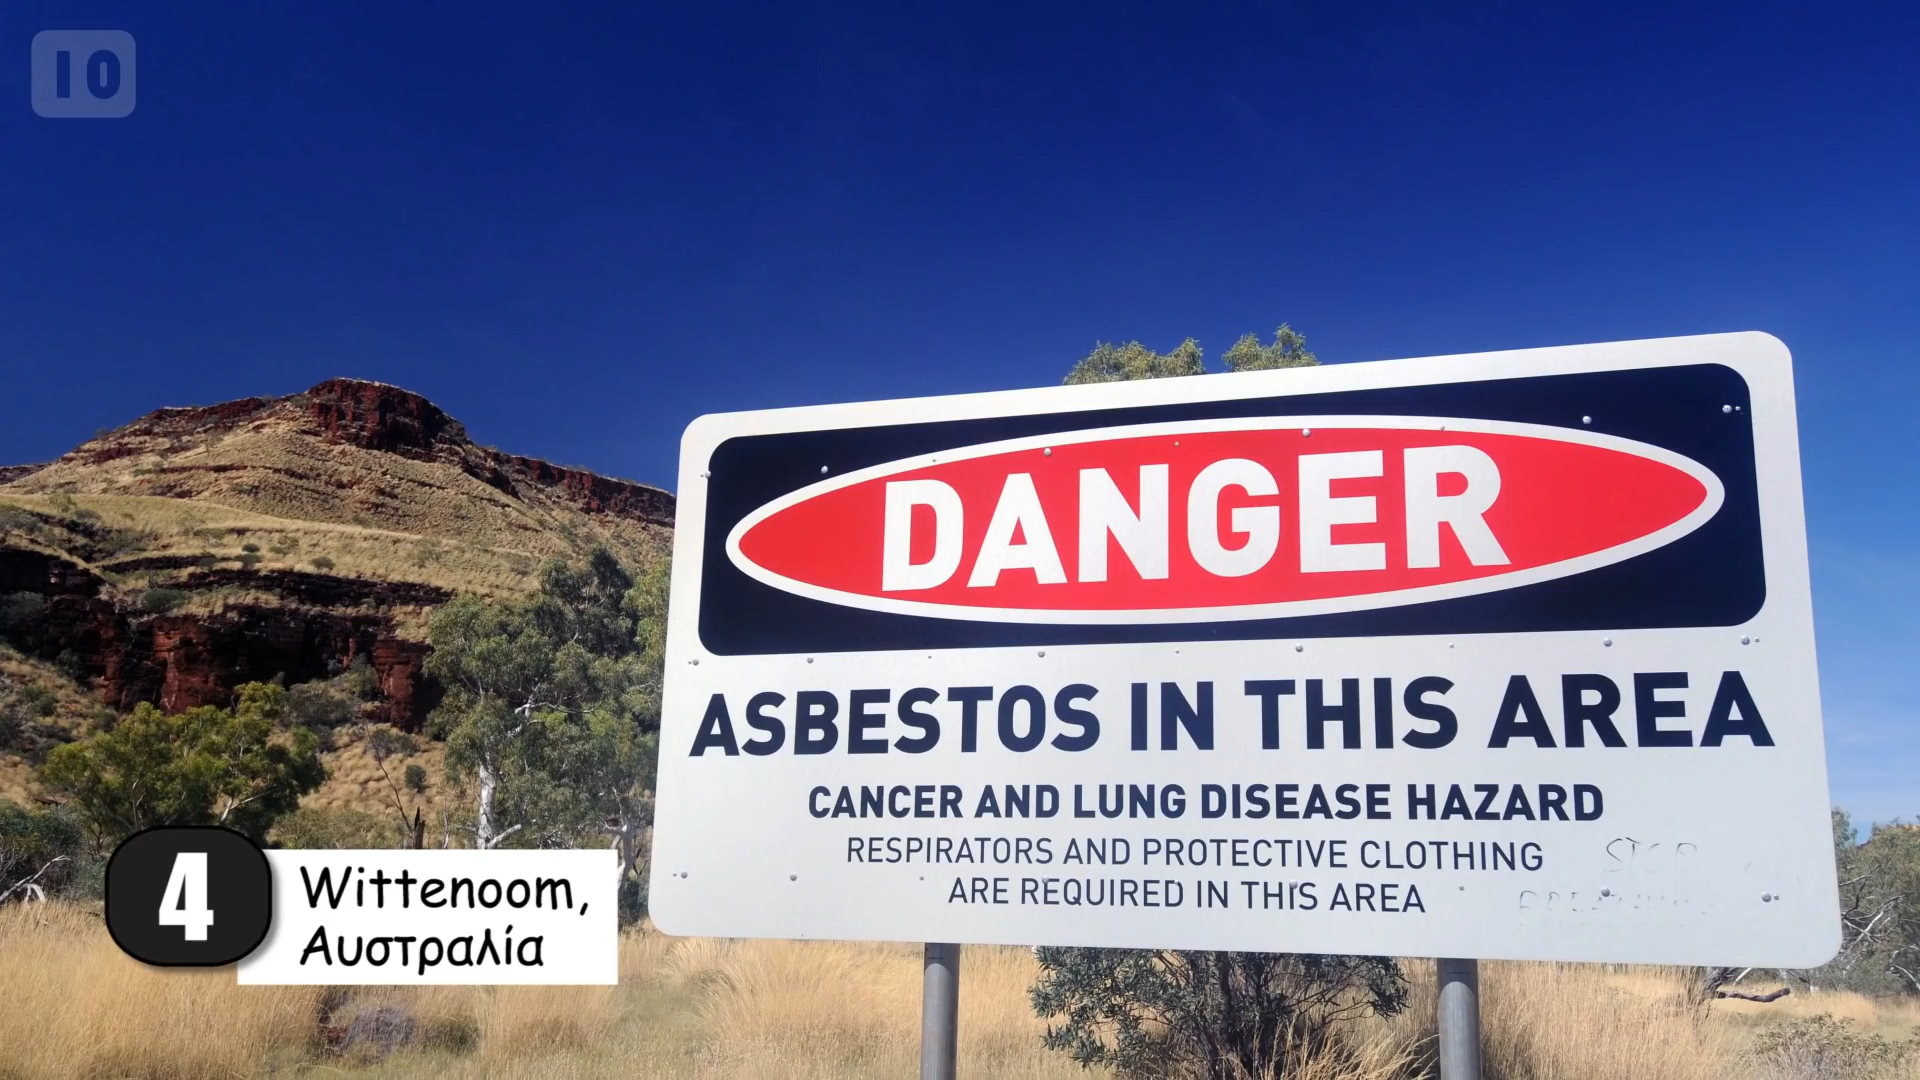 10
DANGER
ASBESTOS IN THIS AREA
CANCER AND LUNG DISEASE HAZARD
RESPIRATORS AND PROTECTIVE CLOTHING
ARE REQUIRED IN THIS AREA
STOP
4
Wittenoom,
Αυστραλία